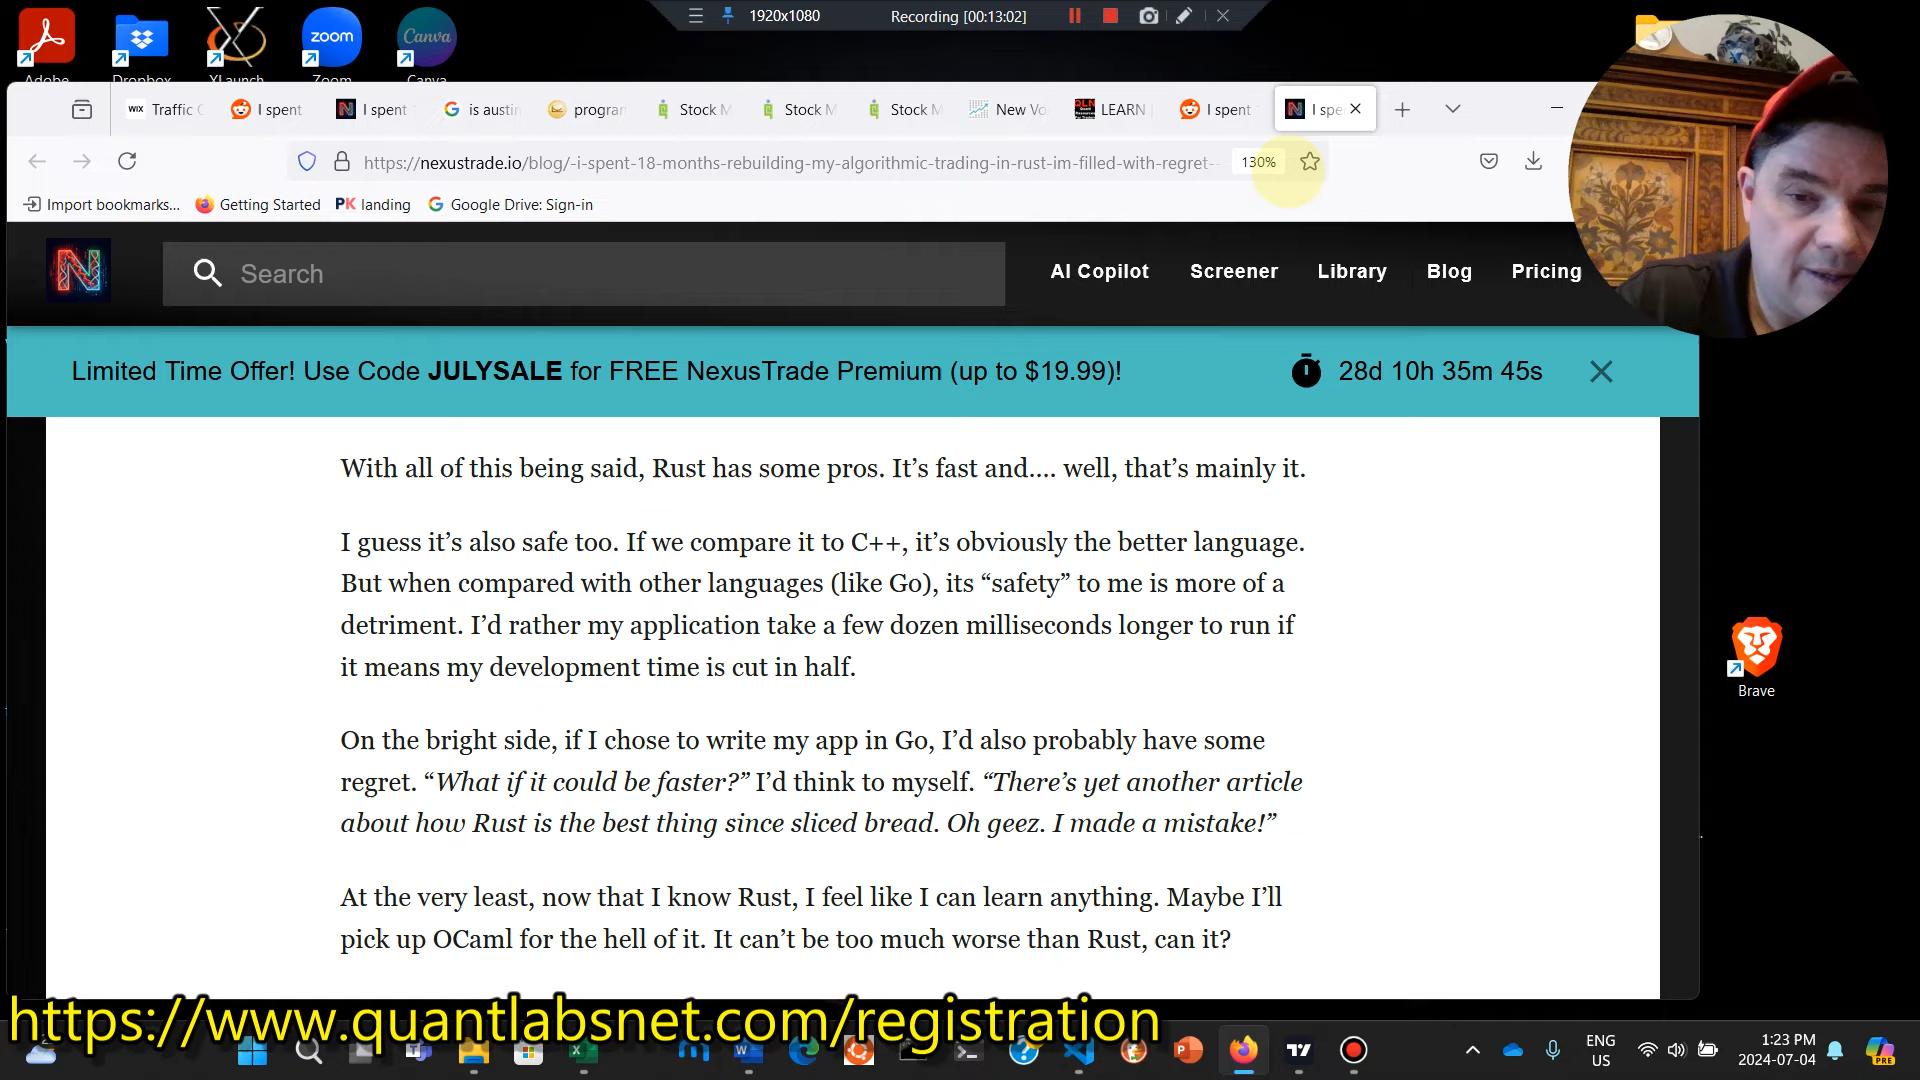 1920x1080
Recording [00:13:02]
Adobe
Dropbox
XLaunch
Zoom
zoom
Canva
Canva
WIX Traffic
I spent
I spent
is austin
program
Stock M
Stock M
Stock M
New Vo
QLN LEARN
I spent
I spe
https://nexustrade.io/blog/-i-spent-18-months-rebuilding-my-algorithmic-trading-in-rust-im-filled-with-regret--
130%
Import bookmarks...
Getting Started
PK landing
Google Drive: Sign-in
Search
AI Copilot
Screener
Library
Blog
Pricing
Limited Time Offer! Use Code JULYSALE for FREE NexusTrade Premium (up to $19.99)!
28d 10h 35m 45s
With all of this being said, Rust has some pros. It’s fast and…. well, that’s mainly it.
I guess it’s also safe too. If we compare it to C++, it’s obviously the better language.
But when compared with other languages (like Go), its “safety” to me is more of a
detriment. I’d rather my application take a few dozen milliseconds longer to run if
it means my development time is cut in half.
On the bright side, if I chose to write my app in Go, I’d also probably have some
regret. “What if it could be faster?” I’d think to myself. “There’s yet another article
about how Rust is the best thing since sliced bread. Oh geez. I made a mistake!”
At the very least, now that I know Rust, I feel like I can learn anything. Maybe I’ll
pick up OCaml for the hell of it. It can’t be too much worse than Rust, can it?
Brave
https://www.quantlabsnet.com/registration
ENG
US
1:23 PM
2024-07-04
PRE